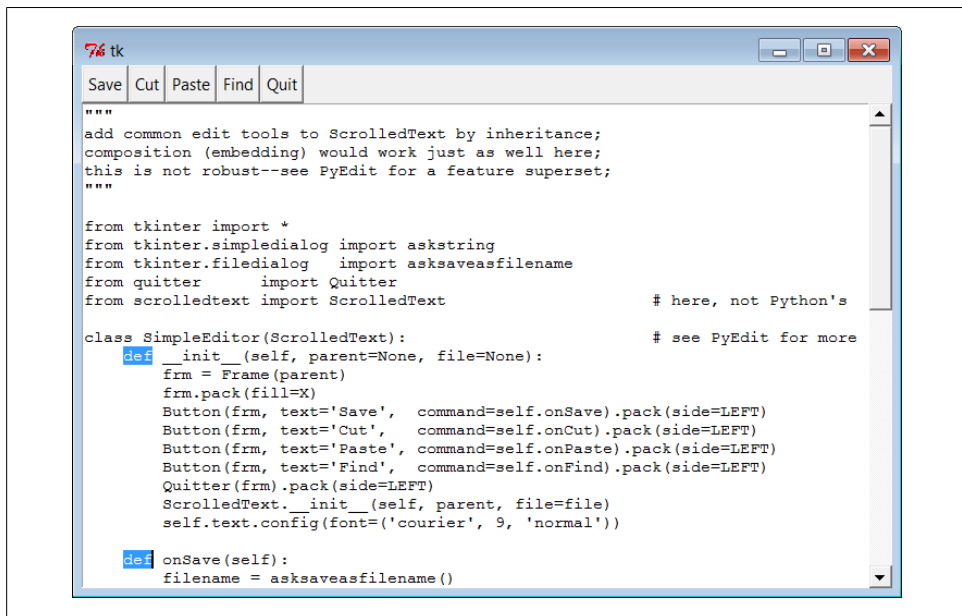 tk
Save Cut Paste Find Quit
"""
add common edit tools to ScrolledText by inheritance;
composition (embedding) would work just as well here;
this is not robust--see PyEdit for a feature superset;
"""

from tkinter import *
from tkinter.simpledialog import askstring
from tkinter.filedialog   import asksaveasfilename
from quitter      import Quitter
from scrolledtext import ScrolledText                     # here, not Python's

class SimpleEditor(ScrolledText):                         # see PyEdit for more
    def __init__(self, parent=None, file=None):
        frm = Frame(parent)
        frm.pack(fill=X)
        Button(frm, text='Save',  command=self.onSave).pack(side=LEFT)
        Button(frm, text='Cut',   command=self.onCut).pack(side=LEFT)
        Button(frm, text='Paste', command=self.onPaste).pack(side=LEFT)
        Button(frm, text='Find',  command=self.onFind).pack(side=LEFT)
        Quitter(frm).pack(side=LEFT)
        ScrolledText.__init__(self, parent, file=file)
        self.text.config(font=('courier', 9, 'normal'))

    def onSave(self):
        filename = asksaveasfilename()